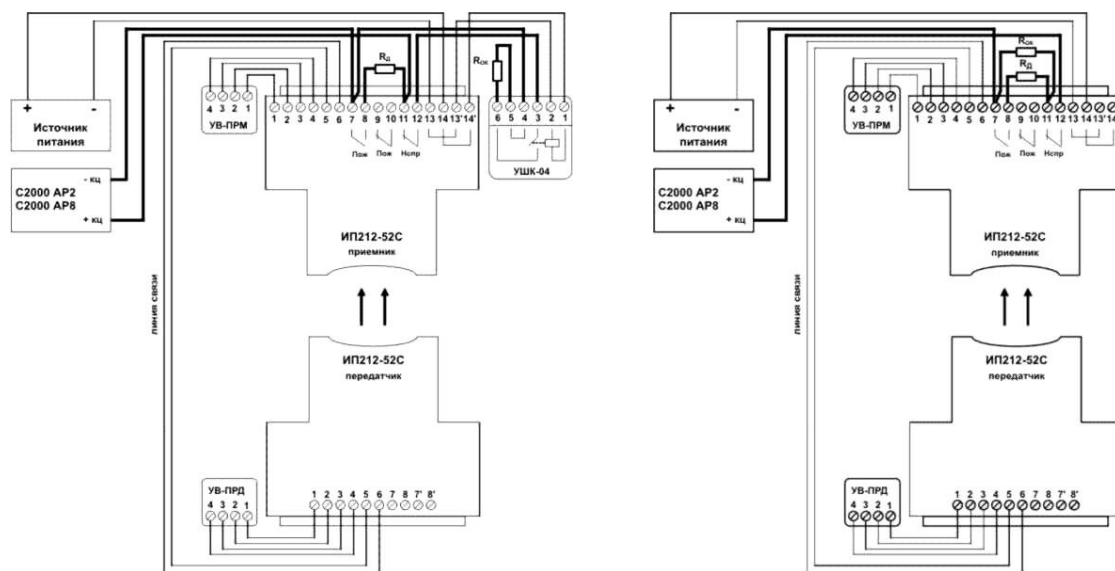 + -
Источник
питания
- КЦ
С2000 АР2
С2000 АР8
+ КЦ
линия связи
4 3 2 1
УВ-ПРМ
Rд
Rок
1 2 3 4 5 6 7 8 9 10 11 12 13 14 13' 14'
Пож Пож Нспр
6 5 4 3 2 1
УШК-04
ИП212-52С
приемник
ИП212-52С
передатчик
УВ-ПРД
4 3 2 1
1 2 3 4 5 6 7 8 7' 8'
+ -
Источник
питания
- КЦ
С2000 АР2
С2000 АР8
+ КЦ
линия связи
4 3 2 1
УВ-ПРМ
Rок
Rд
1 2 3 4 5 6 7 8 9 10 11 12 13 14 13' 14
Пож Пож Нспр
ИП212-52С
приемник
ИП212-52С
передатчик
УВ-ПРД
4 3 2 1
1 2 3 4 5 6 7 8 7' 8'